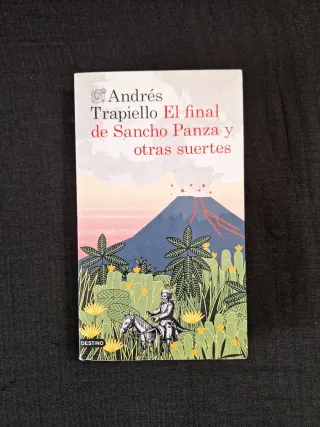 Andrés
Trapiello El final
de Sancho Panza y
otras suertes
DESTINO